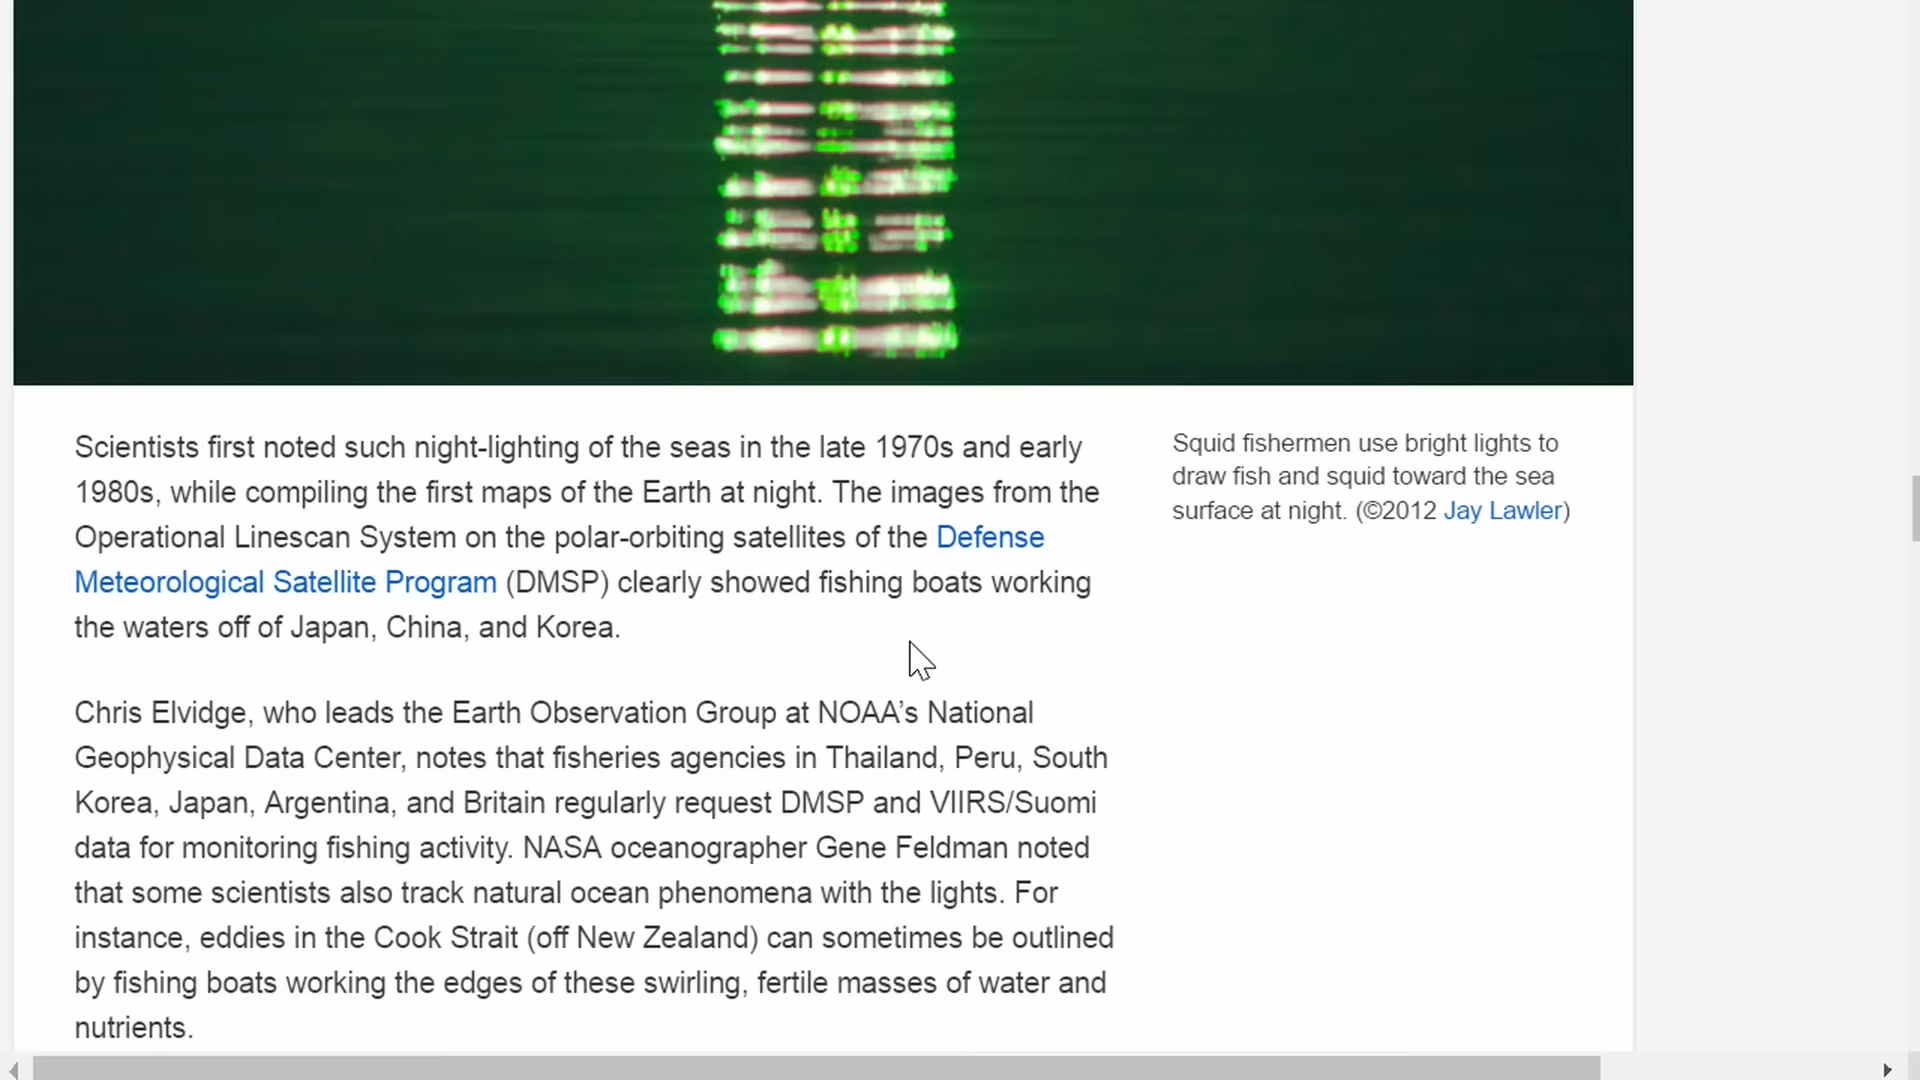 Scientists first noted such night-lighting of the seas in the late 1970s and early
1980s, while compiling the first maps of the Earth at night. The images from the
Operational Linescan System on the polar-orbiting satellites of the Defense
Meteorological Satellite Program (DMSP) clearly showed fishing boats working
the waters off of Japan, China, and Korea.
Chris Elvidge, who leads the Earth Observation Group at NOAA’s National
Geophysical Data Center, notes that fisheries agencies in Thailand, Peru, South
Korea, Japan, Argentina, and Britain regularly request DMSP and VIIRS/Suomi
data for monitoring fishing activity. NASA oceanographer Gene Feldman noted
that some scientists also track natural ocean phenomena with the lights. For
instance, eddies in the Cook Strait (off New Zealand) can sometimes be outlined
by fishing boats working the edges of these swirling, fertile masses of water and
nutrients.
Squid fishermen use bright lights to
draw fish and squid toward the sea
surface at night. (©2012 Jay Lawler)